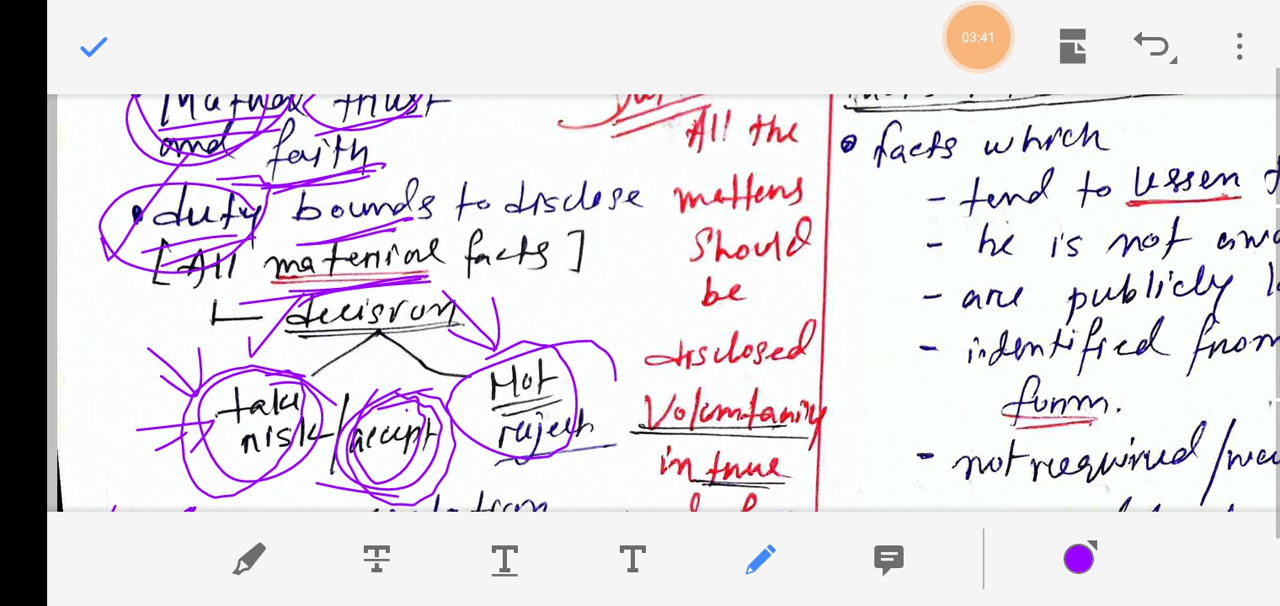 03:41
Mutual trust
and faith
• duty bounds to disclose
[All material facts]
decision
take risk / accept
Not reject
All the
matters
should
be
disclosed
Voluntarily
in true
• facts which
- tend to lessen
- he is not
- are publicly
- indentified from
form.
- not required /